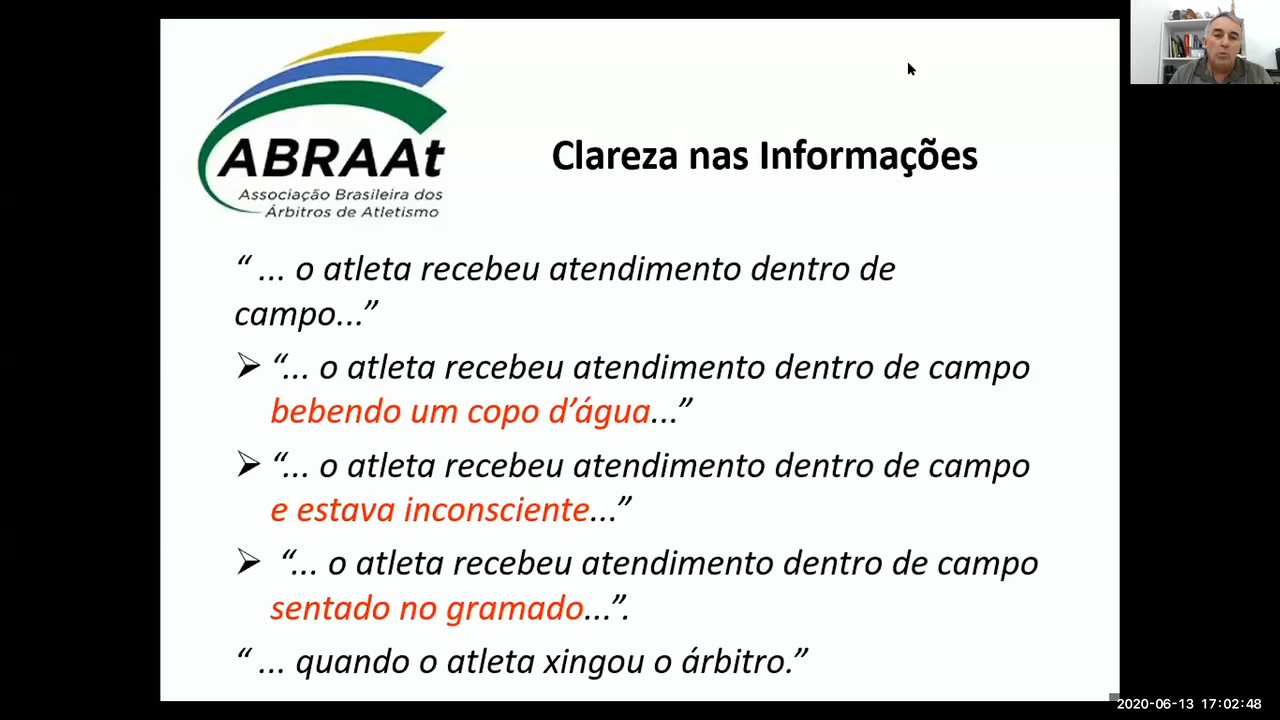 ABRAAt
Associação Brasileira dos
Árbitros de Atletismo
Clareza nas Informações
“ ... o atleta recebeu atendimento dentro de
campo...”
➢ “... o atleta recebeu atendimento dentro de campo
bebendo um copo d’água...”
➢ “... o atleta recebeu atendimento dentro de campo
e estava inconsciente...”
➢ “... o atleta recebeu atendimento dentro de campo
sentado no gramado...”.
“ ... quando o atleta xingou o árbitro.”
2020-06-13 17:02:48